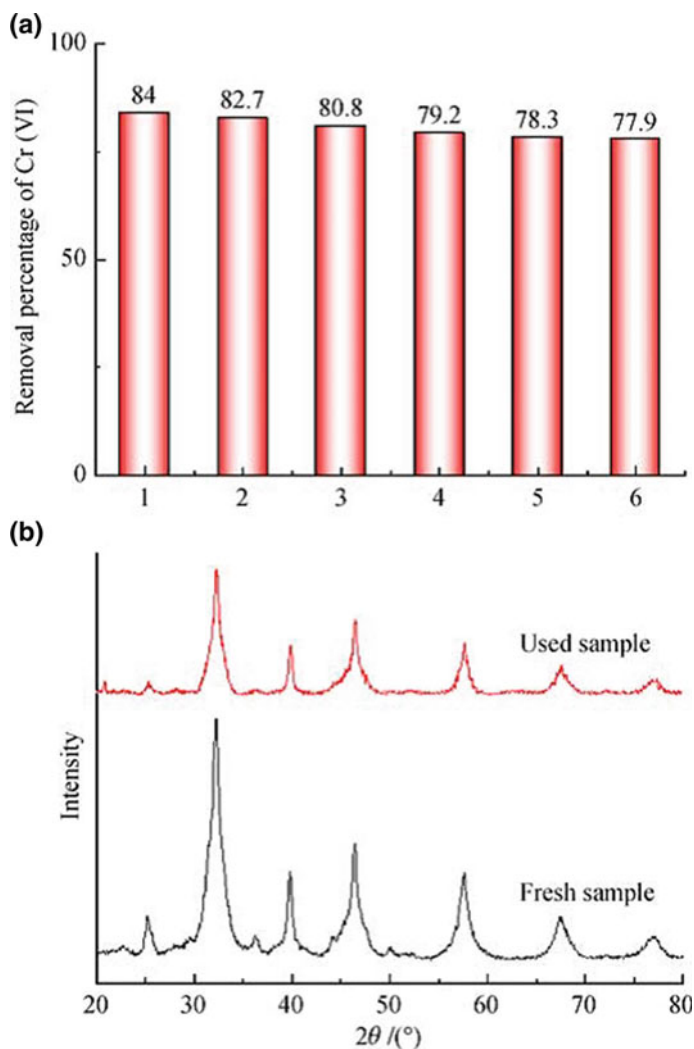 (a)
100
50
0
Removal percentage of Cr (VI)
84
82.7
80.8
79.2
78.3
77.9
1 2 3 4 5 6
(b)
Used sample
Fresh sample
Intensity
20 30 40 50 60 70 80
2θ /(°)